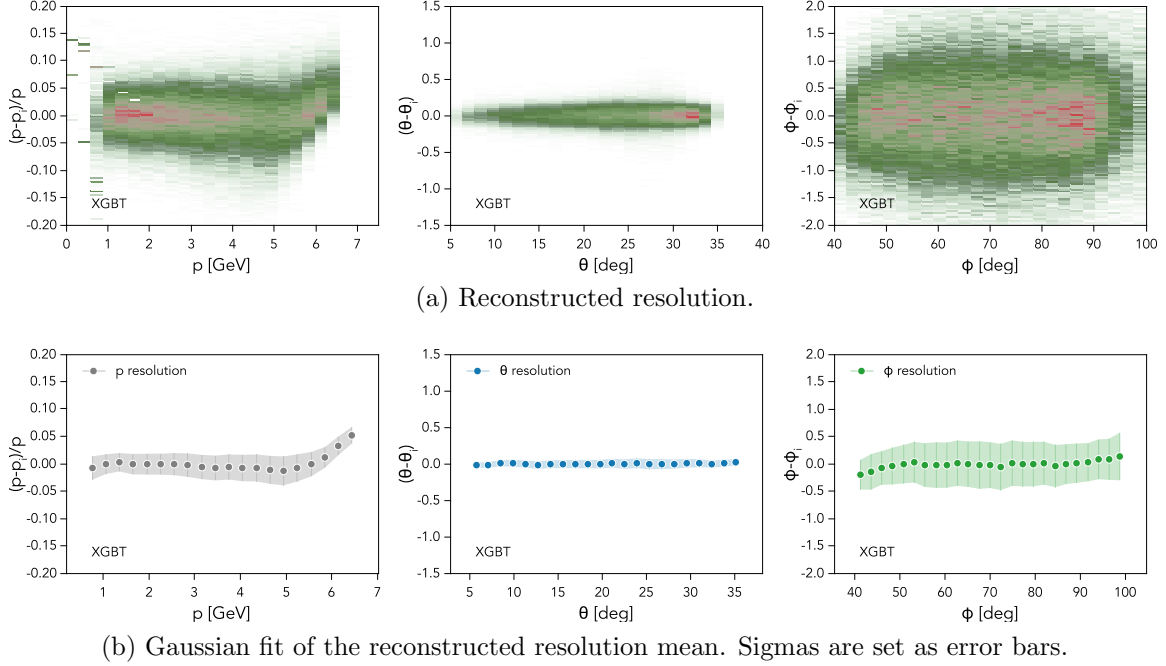 0.20
0.15
0.10
0.05
0.00
-0.05
-0.10
-0.15
-0.20
(p-pᵢ)/p
XGBT
0 1 2 3 4 5 6 7
p [GeV]
1.5
1.0
0.5
0.0
-0.5
-1.0
-1.5
(θ-θᵢ)
XGBT
5 10 15 20 25 30 35 40
θ [deg]
2.0
1.5
1.0
0.5
0.0
-0.5
-1.0
-1.5
-2.0
ϕ-ϕᵢ
XGBT
40 50 60 70 80 90 100
ϕ [deg]
(a) Reconstructed resolution.
0.20
0.15
0.10
0.05
0.00
-0.05
-0.10
-0.15
-0.20
(p-pᵢ)/p
p resolution
XGBT
1 2 3 4 5 6 7
p [GeV]
1.5
1.0
0.5
0.0
-0.5
-1.0
-1.5
(θ-θᵢ)
θ resolution
XGBT
5 10 15 20 25 30 35
θ [deg]
2.0
1.5
1.0
0.5
0.0
-0.5
-1.0
-1.5
-2.0
ϕ-ϕᵢ
ϕ resolution
XGBT
40 50 60 70 80 90 100
ϕ [deg]
(b) Gaussian fit of the reconstructed resolution mean. Sigmas are set as error bars.